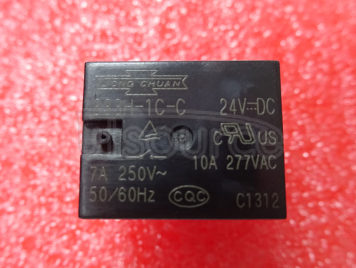 SONG CHUAN
H-1C-C 24V⎓DC
C US
10A 277VAC
7A 250V~
50/60Hz CQC C1312